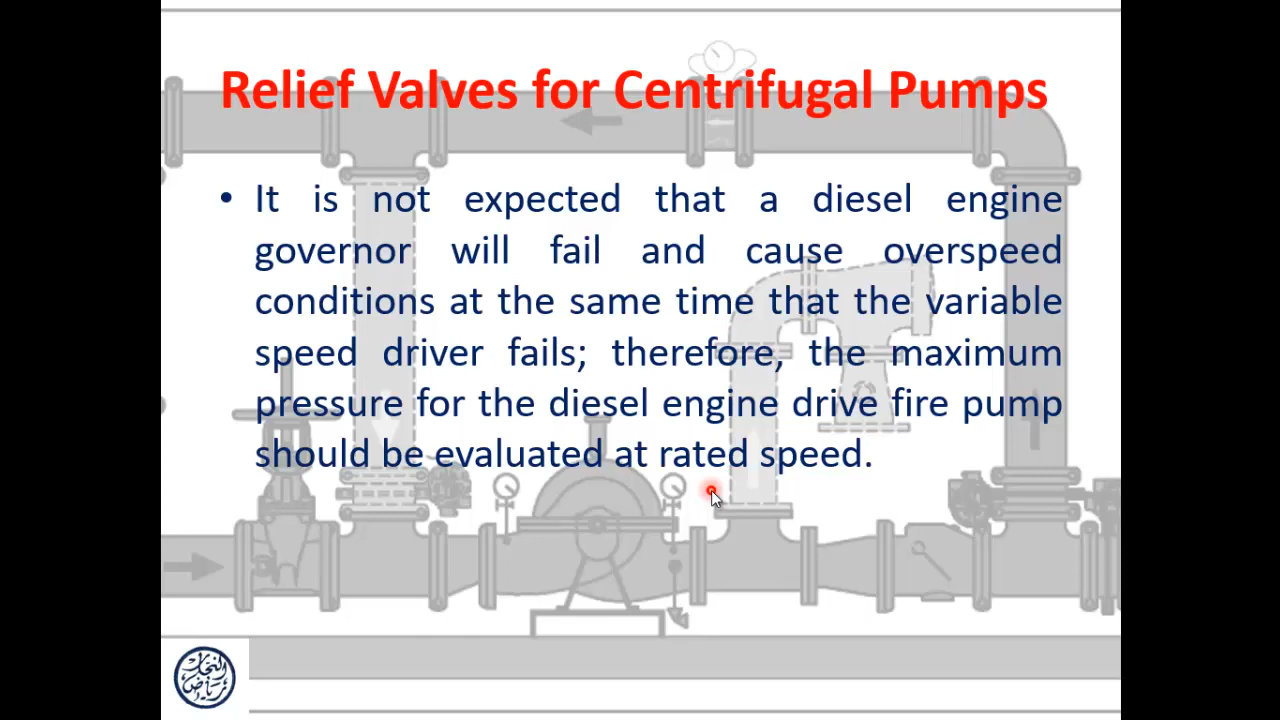 Relief Valves for Centrifugal Pumps
• It is not expected that a diesel engine
governor will fail and cause overspeed
conditions at the same time that the variable
speed driver fails; therefore, the maximum
pressure for the diesel engine drive fire pump
should be evaluated at rated speed.